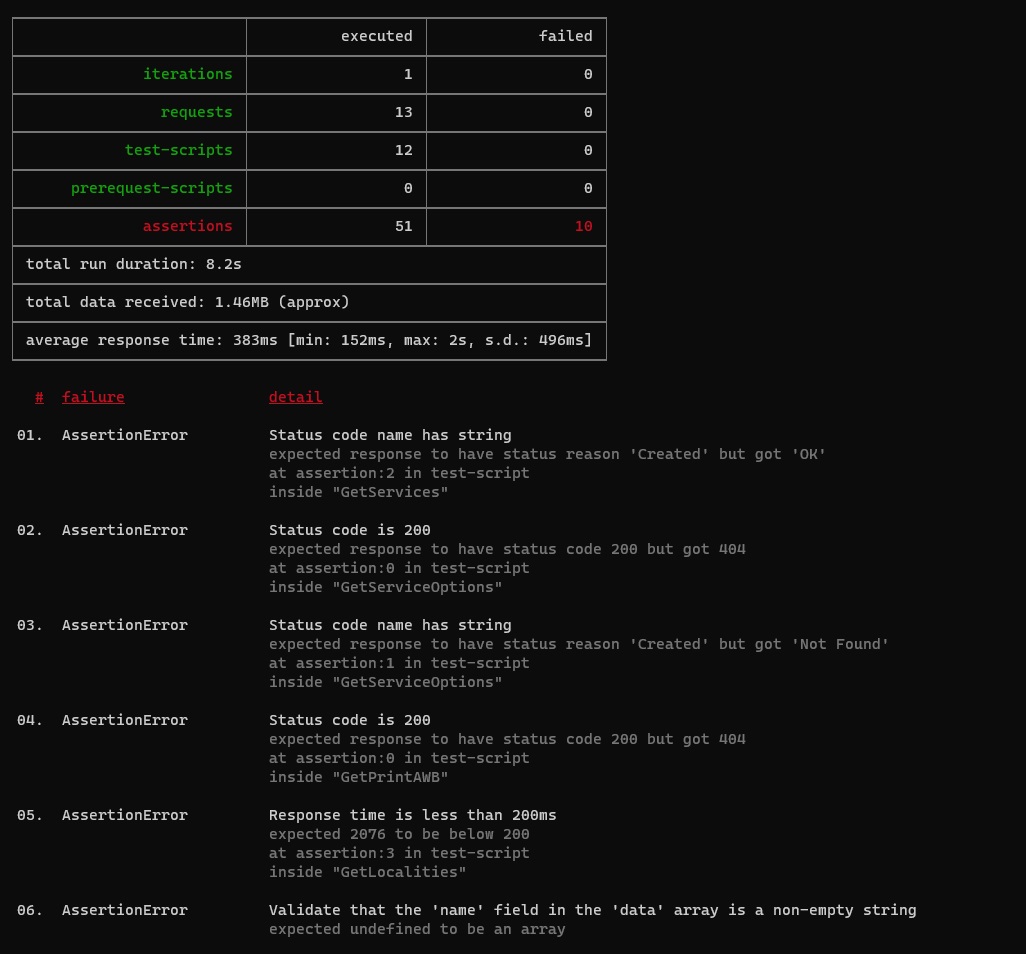 executed failed
iterations 1 0
requests 13 0
test-scripts 12 0
prerequest-scripts 0 0
assertions 51 10
total run duration: 8.2s
total data received: 1.46MB (approx)
average response time: 383ms [min: 152ms, max: 2s, s.d.: 496ms]
# failure detail
01. AssertionError Status code name has string
expected response to have status reason 'Created' but got 'OK'
at assertion:2 in test-script
inside "GetServices"
02. AssertionError Status code is 200
expected response to have status code 200 but got 404
at assertion:0 in test-script
inside "GetServiceOptions"
03. AssertionError Status code name has string
expected response to have status reason 'Created' but got 'Not Found'
at assertion:1 in test-script
inside "GetServiceOptions"
04. AssertionError Status code is 200
expected response to have status code 200 but got 404
at assertion:0 in test-script
inside "GetPrintAWB"
05. AssertionError Response time is less than 200ms
expected 2076 to be below 200
at assertion:3 in test-script
inside "GetLocalities"
06. AssertionError Validate that the 'name' field in the 'data' array is a non-empty string
expected undefined to be an array